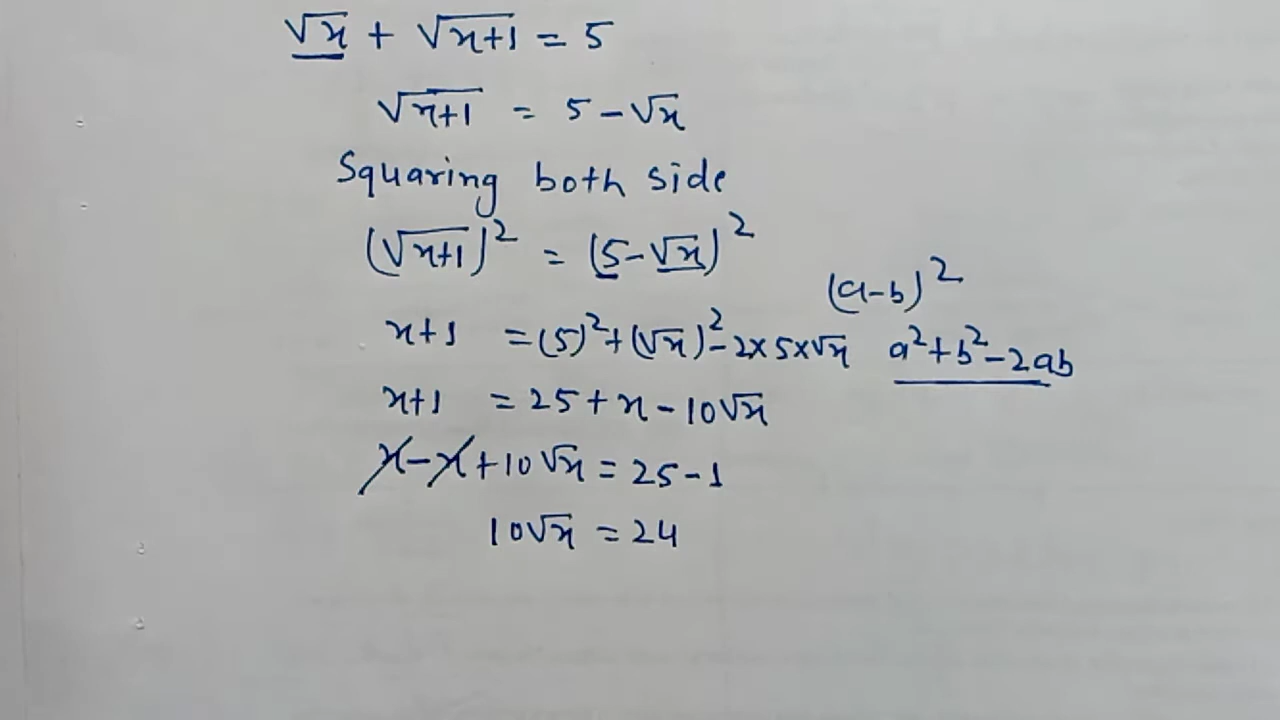 √x + √x+1 = 5
√x+1 = 5 - √x
Squaring both side
(√x+1)² = (5-√x)²
(a-b)²
x+1 = (5)²+(√x)²-2×5×√x a²+b²-2ab
x+1 = 25+x-10√x
x-x+10√x = 25-1
10√x = 24